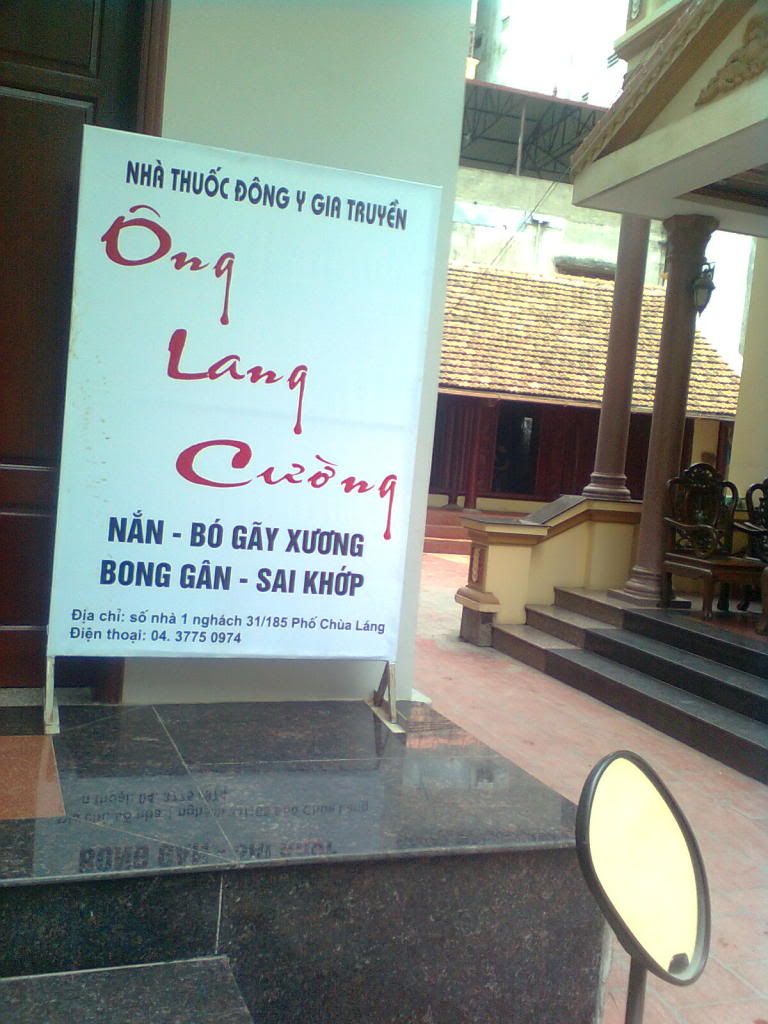 NHÀ THUỐC ĐÔNG Y GIA TRUYỀN
Ông
Lang
Cường
NẮN - BÓ GÃY XƯƠNG
BONG GÂN - SAI KHỚP
Địa chỉ: số nhà 1 nghách 31/185 Phố Chùa Láng
Điện thoại: 04. 3775 0974